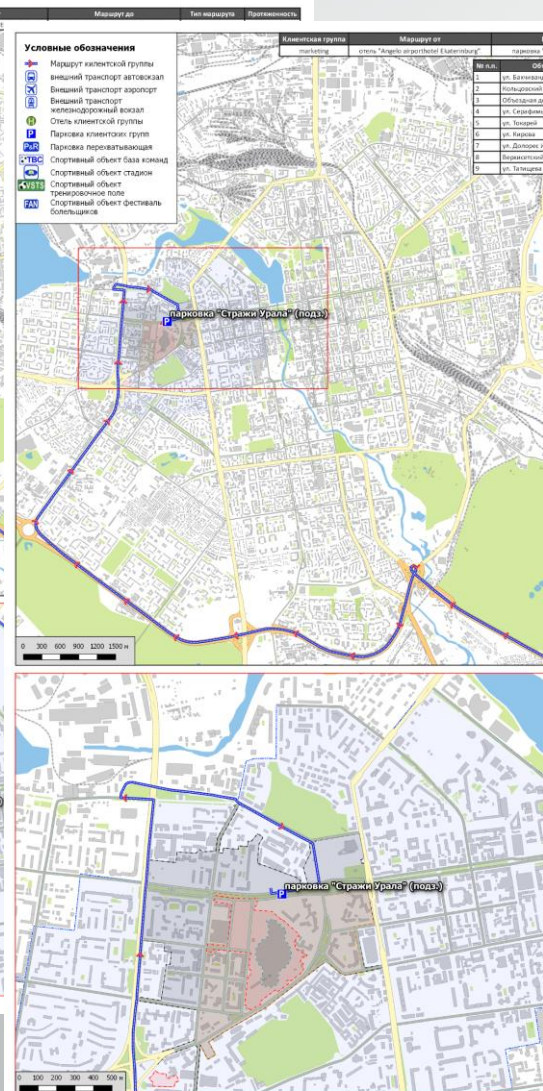 Маршрут до Тип маршрута Протяженность
Условные обозначения
Маршрут килентской группы
внешний транспорт автовокзал
Внешний транспорт аэропорт
Внешний транспорт
железнодорожный вокзал
H Отель клиентской группы
P Парковка клиентских групп
P&R Парковка перехватывающая
TBC Спортивный объект база команд
Спортивный объект стадион
VSTS Спортивный объект
тренировочное поле
FAN Спортивный объект фестиваль
болельщиков
Клиентская группа Маршрут от
marketing отель "Angelo airporthotel Ekaterinburg" парковка
№ п.п.
1 ул. Бахчиванд
2 Кольцовский
3 Объездная д
4 ул. Серафимы
5 ул. Токарей
6 ул. Кирова
7 ул. Долорес И
8
9 ул. Татищева
парковка "Стражи Урала" (подз.)
P
0 300 600 900 1200 1500 м
парковка "Стражи Урала" (подз.)
P
0 100 200 300 400 500 м